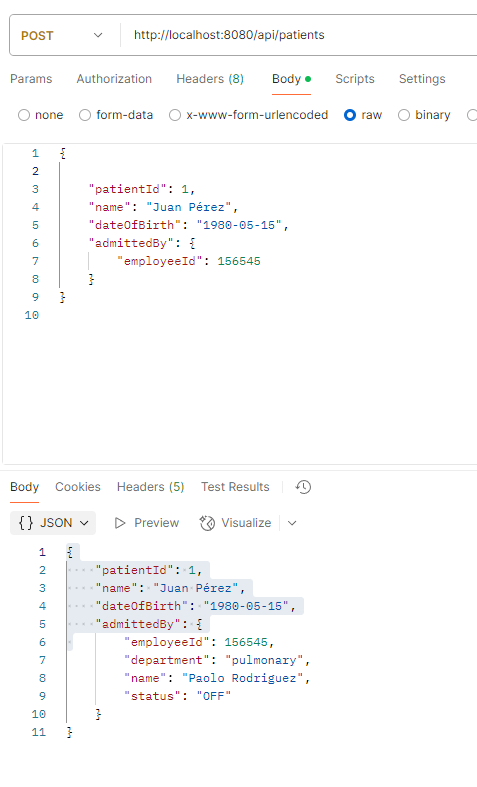 POST http://localhost:8080/api/patients
Params Authorization Headers (8) Body Scripts Settings
none form-data x-www-form-urlencoded raw binary
1 {
2
3 "patientId": 1,
4 "name": "Juan Pérez",
5 "dateOfBirth": "1980-05-15",
6 "admittedBy": {
7 "employeeId": 156545
8 }
9 }
10
Body Cookies Headers (5) Test Results
{} JSON Preview Visualize
1 {
2 "patientId": 1,
3 "name": "Juan Pérez",
4 "dateOfBirth": "1980-05-15",
5 "admittedBy": {
6 "employeeId": 156545,
7 "department": "pulmonary",
8 "name": "Paolo Rodriguez",
9 "status": "OFF"
10 }
11 }